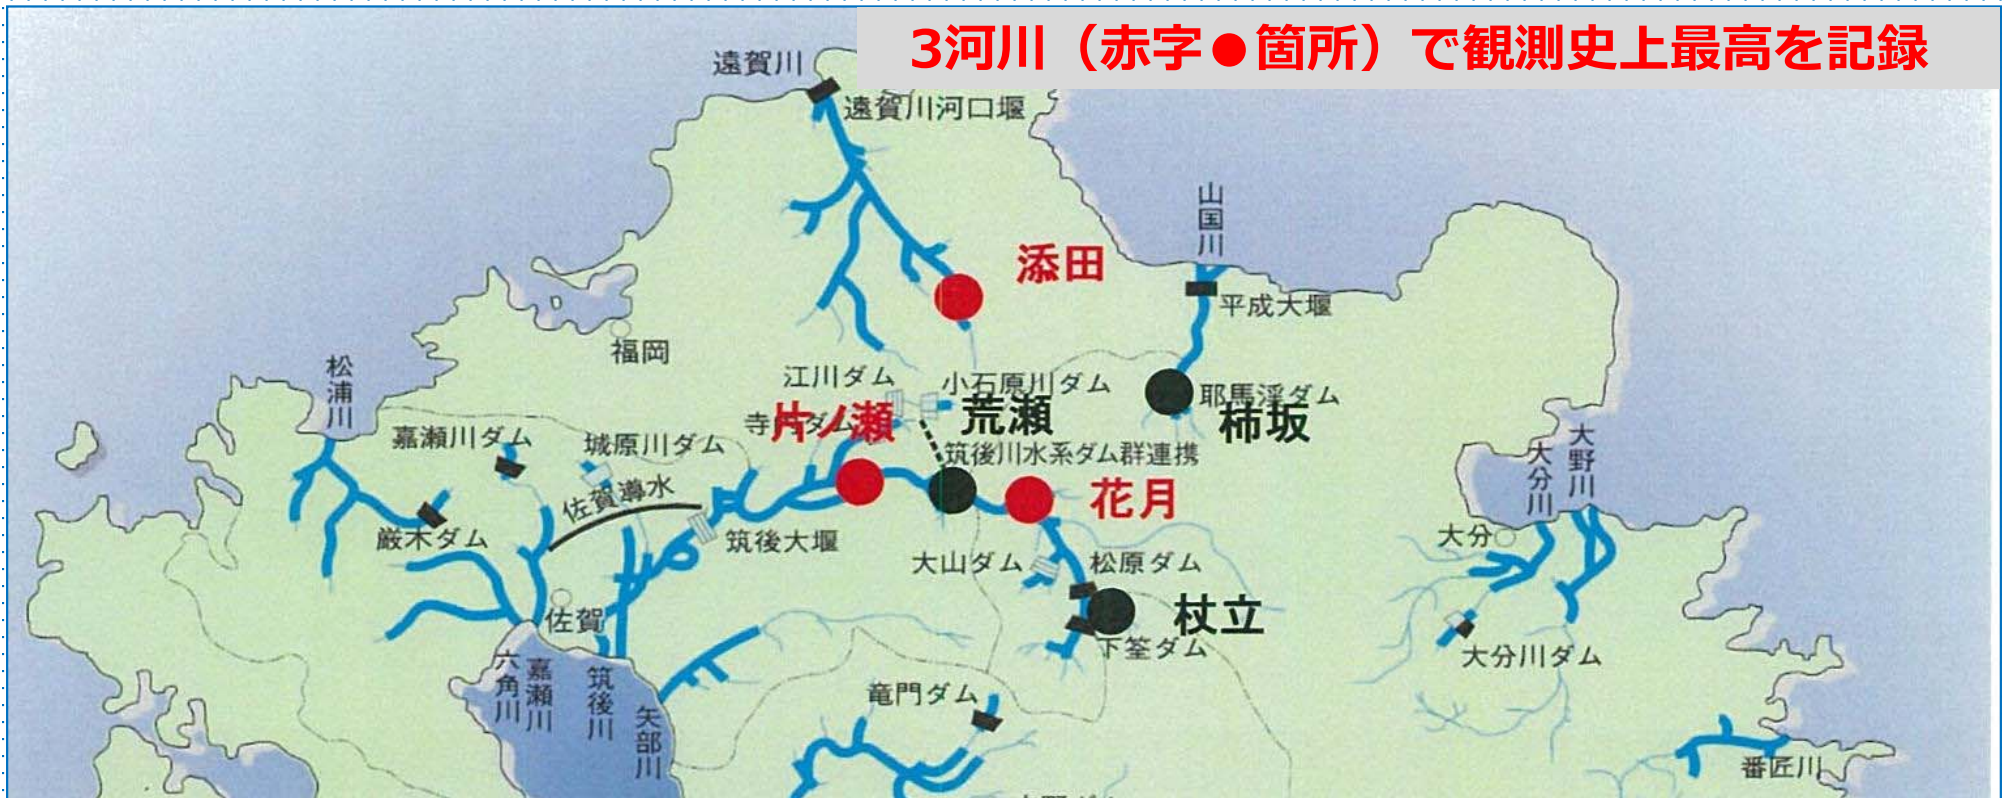 3河川（赤字●箇所）で観測史上最高を記録
遠賀川
遠賀川河口堰
山国川
添田
平成大堰
福岡
松浦川
江川ダム
小石原川ダム
耶馬渓ダム
片ノ瀬
荒瀬
柿坂
嘉瀬川ダム
城原川ダム
筑後川水系ダム群連携
大野川
大分川
佐賀導水
花月
厳木ダム
筑後大堰
大分
大山ダム
松原ダム
佐賀
杖立
下筌ダム
大分川ダム
六角川
嘉瀬川
筑後川
矢部川
竜門ダム
番匠川